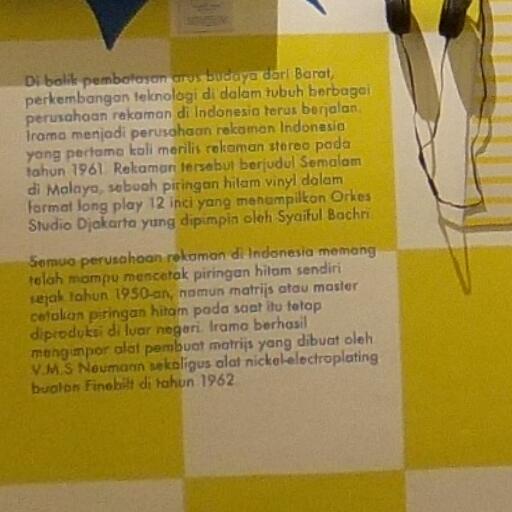 Di balik pembatasan arus budaya dari Barat,
perkembangan teknologi di dalam tubuh berbagai
perusahaan rekaman di Indonesia terus berjalan.
Irama menjadi perusahaan rekaman Indonesia
yang pertama kali merilis rekaman stereo pada
tahun 1961. Rekaman tersebut berjudul Semalam
di Malaya, sebuah piringan hitam vinyl dalam
format long play 12 inci yang menampilkan Orkes
Studio Djakarta yang dipimpin oleh Syaiful Bachri.
Semua perusahaan rekaman di Indonesia memang
telah mampu mencetak piringan hitam sendiri
sejak tahun 1950-an, namun matrijs atau master
cetakan piringan hitam pada saat itu tetap
diproduksi di luar negeri. Irama berhasil
mengimpor alat pembuat matrijs yang dibuat oleh
V.M.S Neumann sekaligus alat nickel-electroplating
buatan Finebilt di tahun 1962.